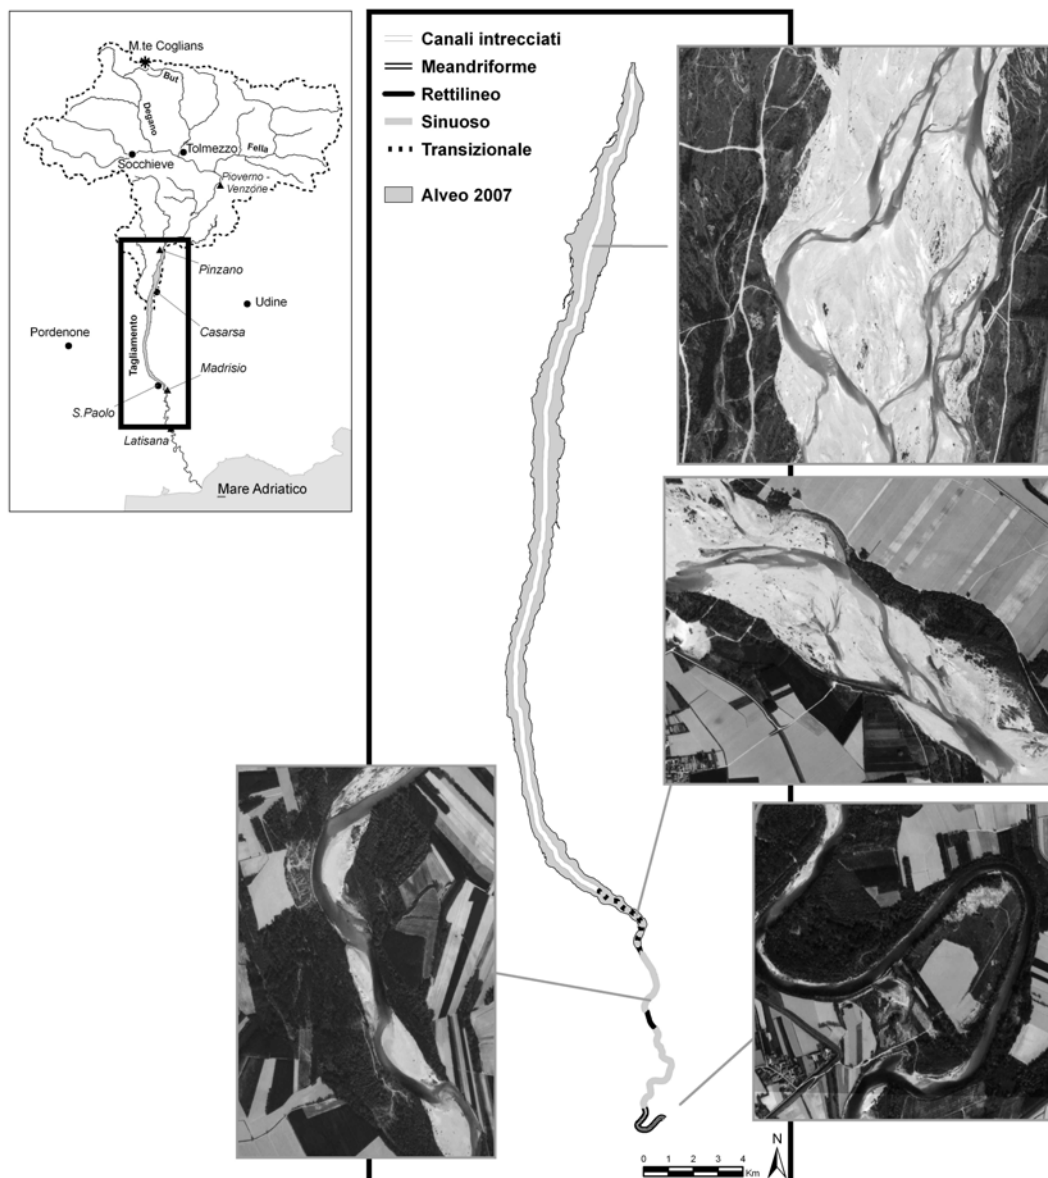 M.te Coglians
But
Degano
Fella
Tolmezzo
Socchieve
Pioverno -
Venzone
Pinzano
Udine
Casarsa
Pordenone
Tagliamento
Madrisio
S.Paolo
Latisana
Mare Adriatico
Canali intrecciati
Meandriforme
Rettilineo
Sinuoso
Transizionale
Alveo 2007
N
0 1 2 3 4
Km